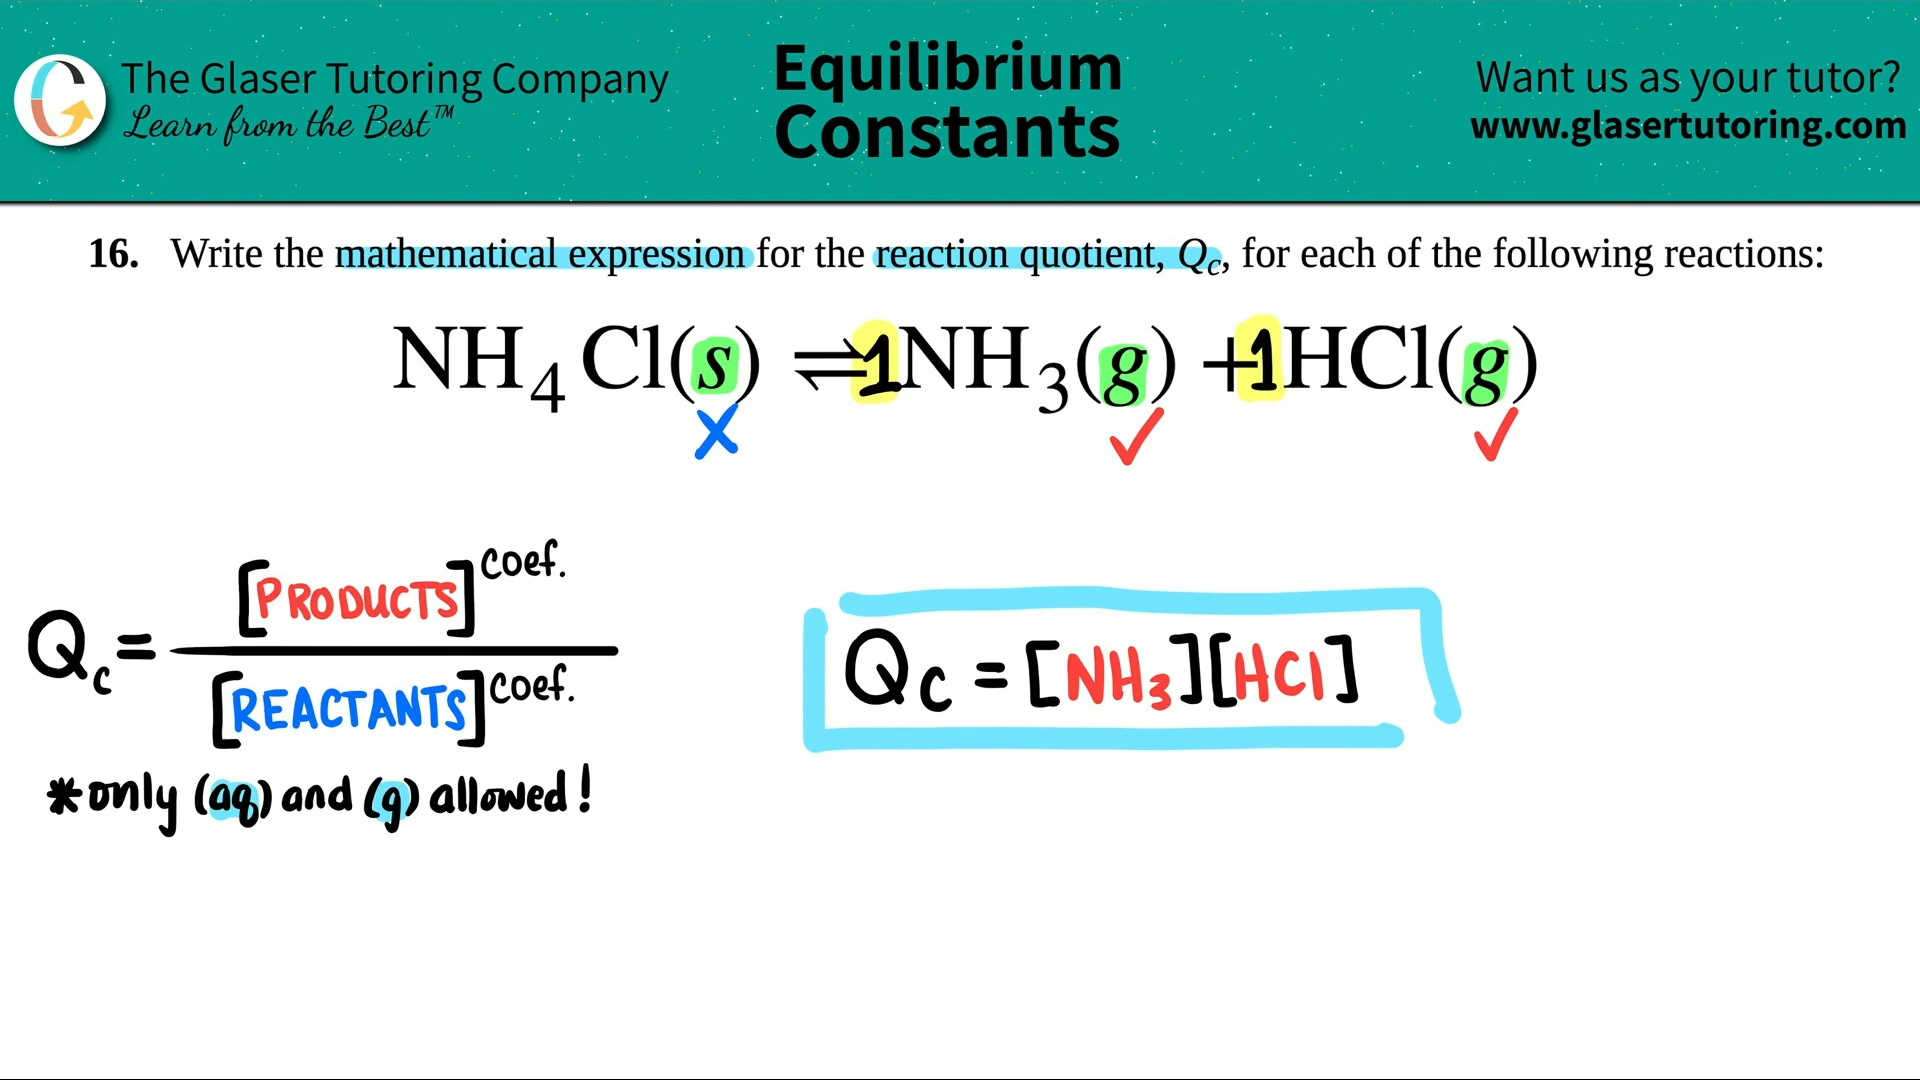 The Glaser Tutoring Company
Learn from the Best™
Equilibrium
Constants
Want us as your tutor?
www.glasertutoring.com
16. Write the mathematical expression for the reaction quotient, Qc, for each of the following reactions:
NH₄Cl(s) ⇌ 1NH₃(g) + 1HCl(g)
Qc = [PRODUCTS]^coef. / [REACTANTS]^coef.
*only (aq) and (g) allowed!
Qc = [NH₃][HCl]